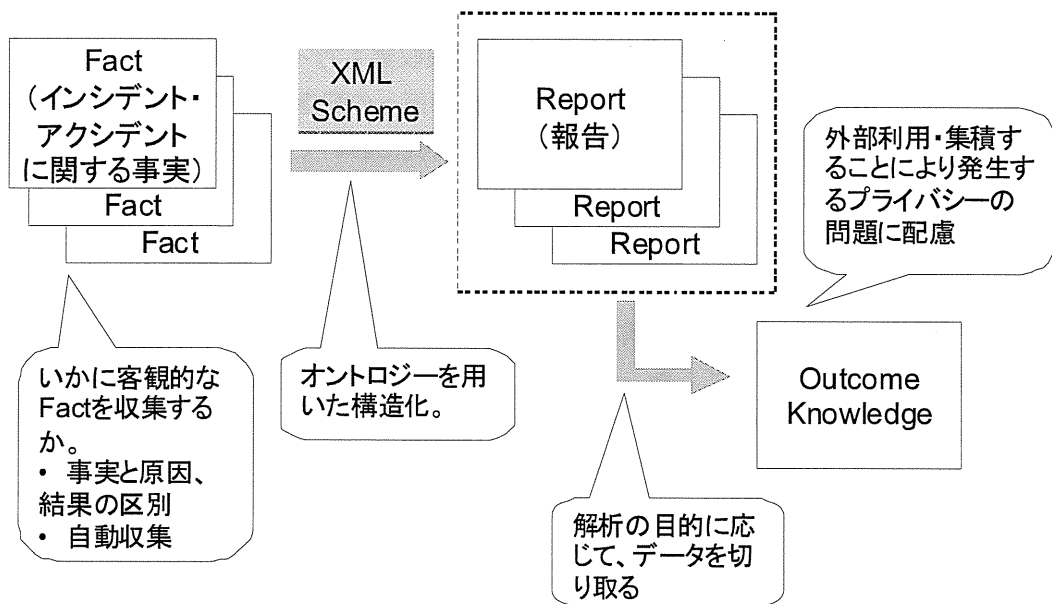 Fact
（インシデント・
アクシデント
に関する事実）
Fact
Fact
XML
Scheme
Report
（報告）
Report
Report
外部利用・集積す
ることにより発生す
るプライバシーの
問題に配慮
いかに客観的な
Factを収集する
か。
• 事実と原因、
結果の区別
• 自動収集
オントロジーを用
いた構造化。
Outcome
Knowledge
解析の目的に応
じて、データを切
り取る